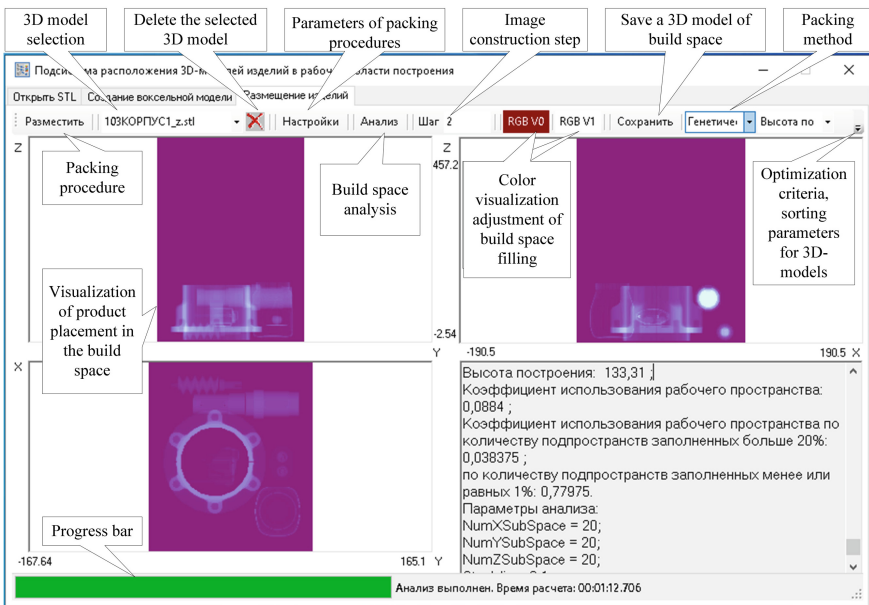 3D model
selection
Delete the selected
3D model
Parameters of packing
procedures
Image
construction step
Save a 3D model of
build space
Packing
method
Подсистема расположения 3D-моделей изделий в рабочей области построения
Открыть STL Создание воксельной модели Размещение изделий
Разместить 103КОРПУС1_z.stl Настройки Анализ Шаг 2 RGB V0 RGB V1 Сохранить Генетичес Высота по
Z
Z
457.2
Packing
procedure
Build space
analysis
Color
visualization
adjustment of
build space
filling
Optimization
criteria,
sorting
parameters
for 3D-
models
Visualization
of product
placement in
the build
space
-2.54
Y
-190.5
190.5 X
X
Высота построения: 133,31 ;
Коэффициент использования рабочего пространства:
0,0884 ;
Коэффициент использования рабочего пространства по
количеству подпространств заполненных больше 20%:
0,038375 ;
по количеству подпространств заполненных менее или
равных 1%: 0,77975.
Параметры анализа:
NumXSubSpace = 20;
NumYSubSpace = 20;
NumZSubSpace = 20;
Progress bar
-167.64
165.1 Y
Анализ выполнен. Время расчета: 00:01:12.706